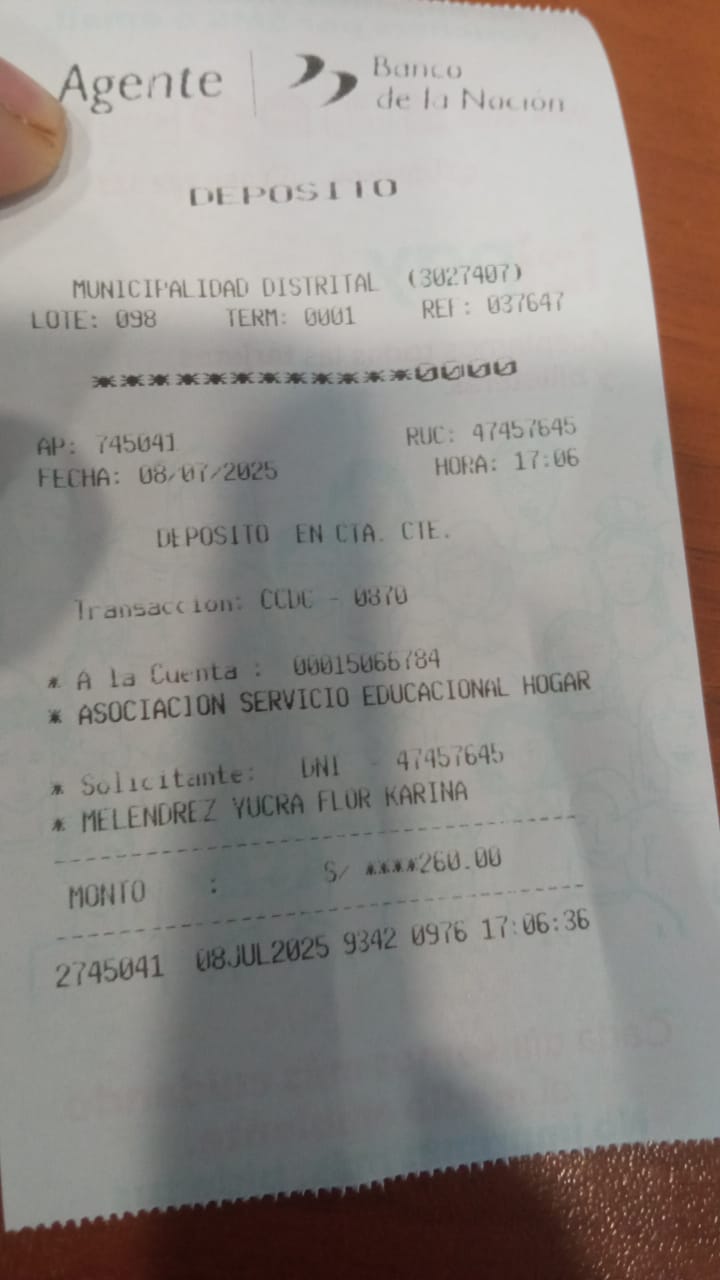 Agente
Banco
de la Nación
DEPOSITO
MUNICIPALIDAD DISTRITAL (3027407)
LOTE: 098 TERM: 0001 REF: 037647
************0000
AP: 745041 RUC: 47457645
FECHA: 08/07/2025 HORA: 17:06
DEPOSITO EN CTA. CTE.
Transaccion: CCDC - 0870
* A la Cuenta : 00015066784
* ASOCIACION SERVICIO EDUCACIONAL HOGAR
* Solicitante: DNI - 47457645
* MELENDREZ YUCRA FLOR KARINA
MONTO : S/ ****260.00
2745041 08JUL2025 9342 0976 17:06:36